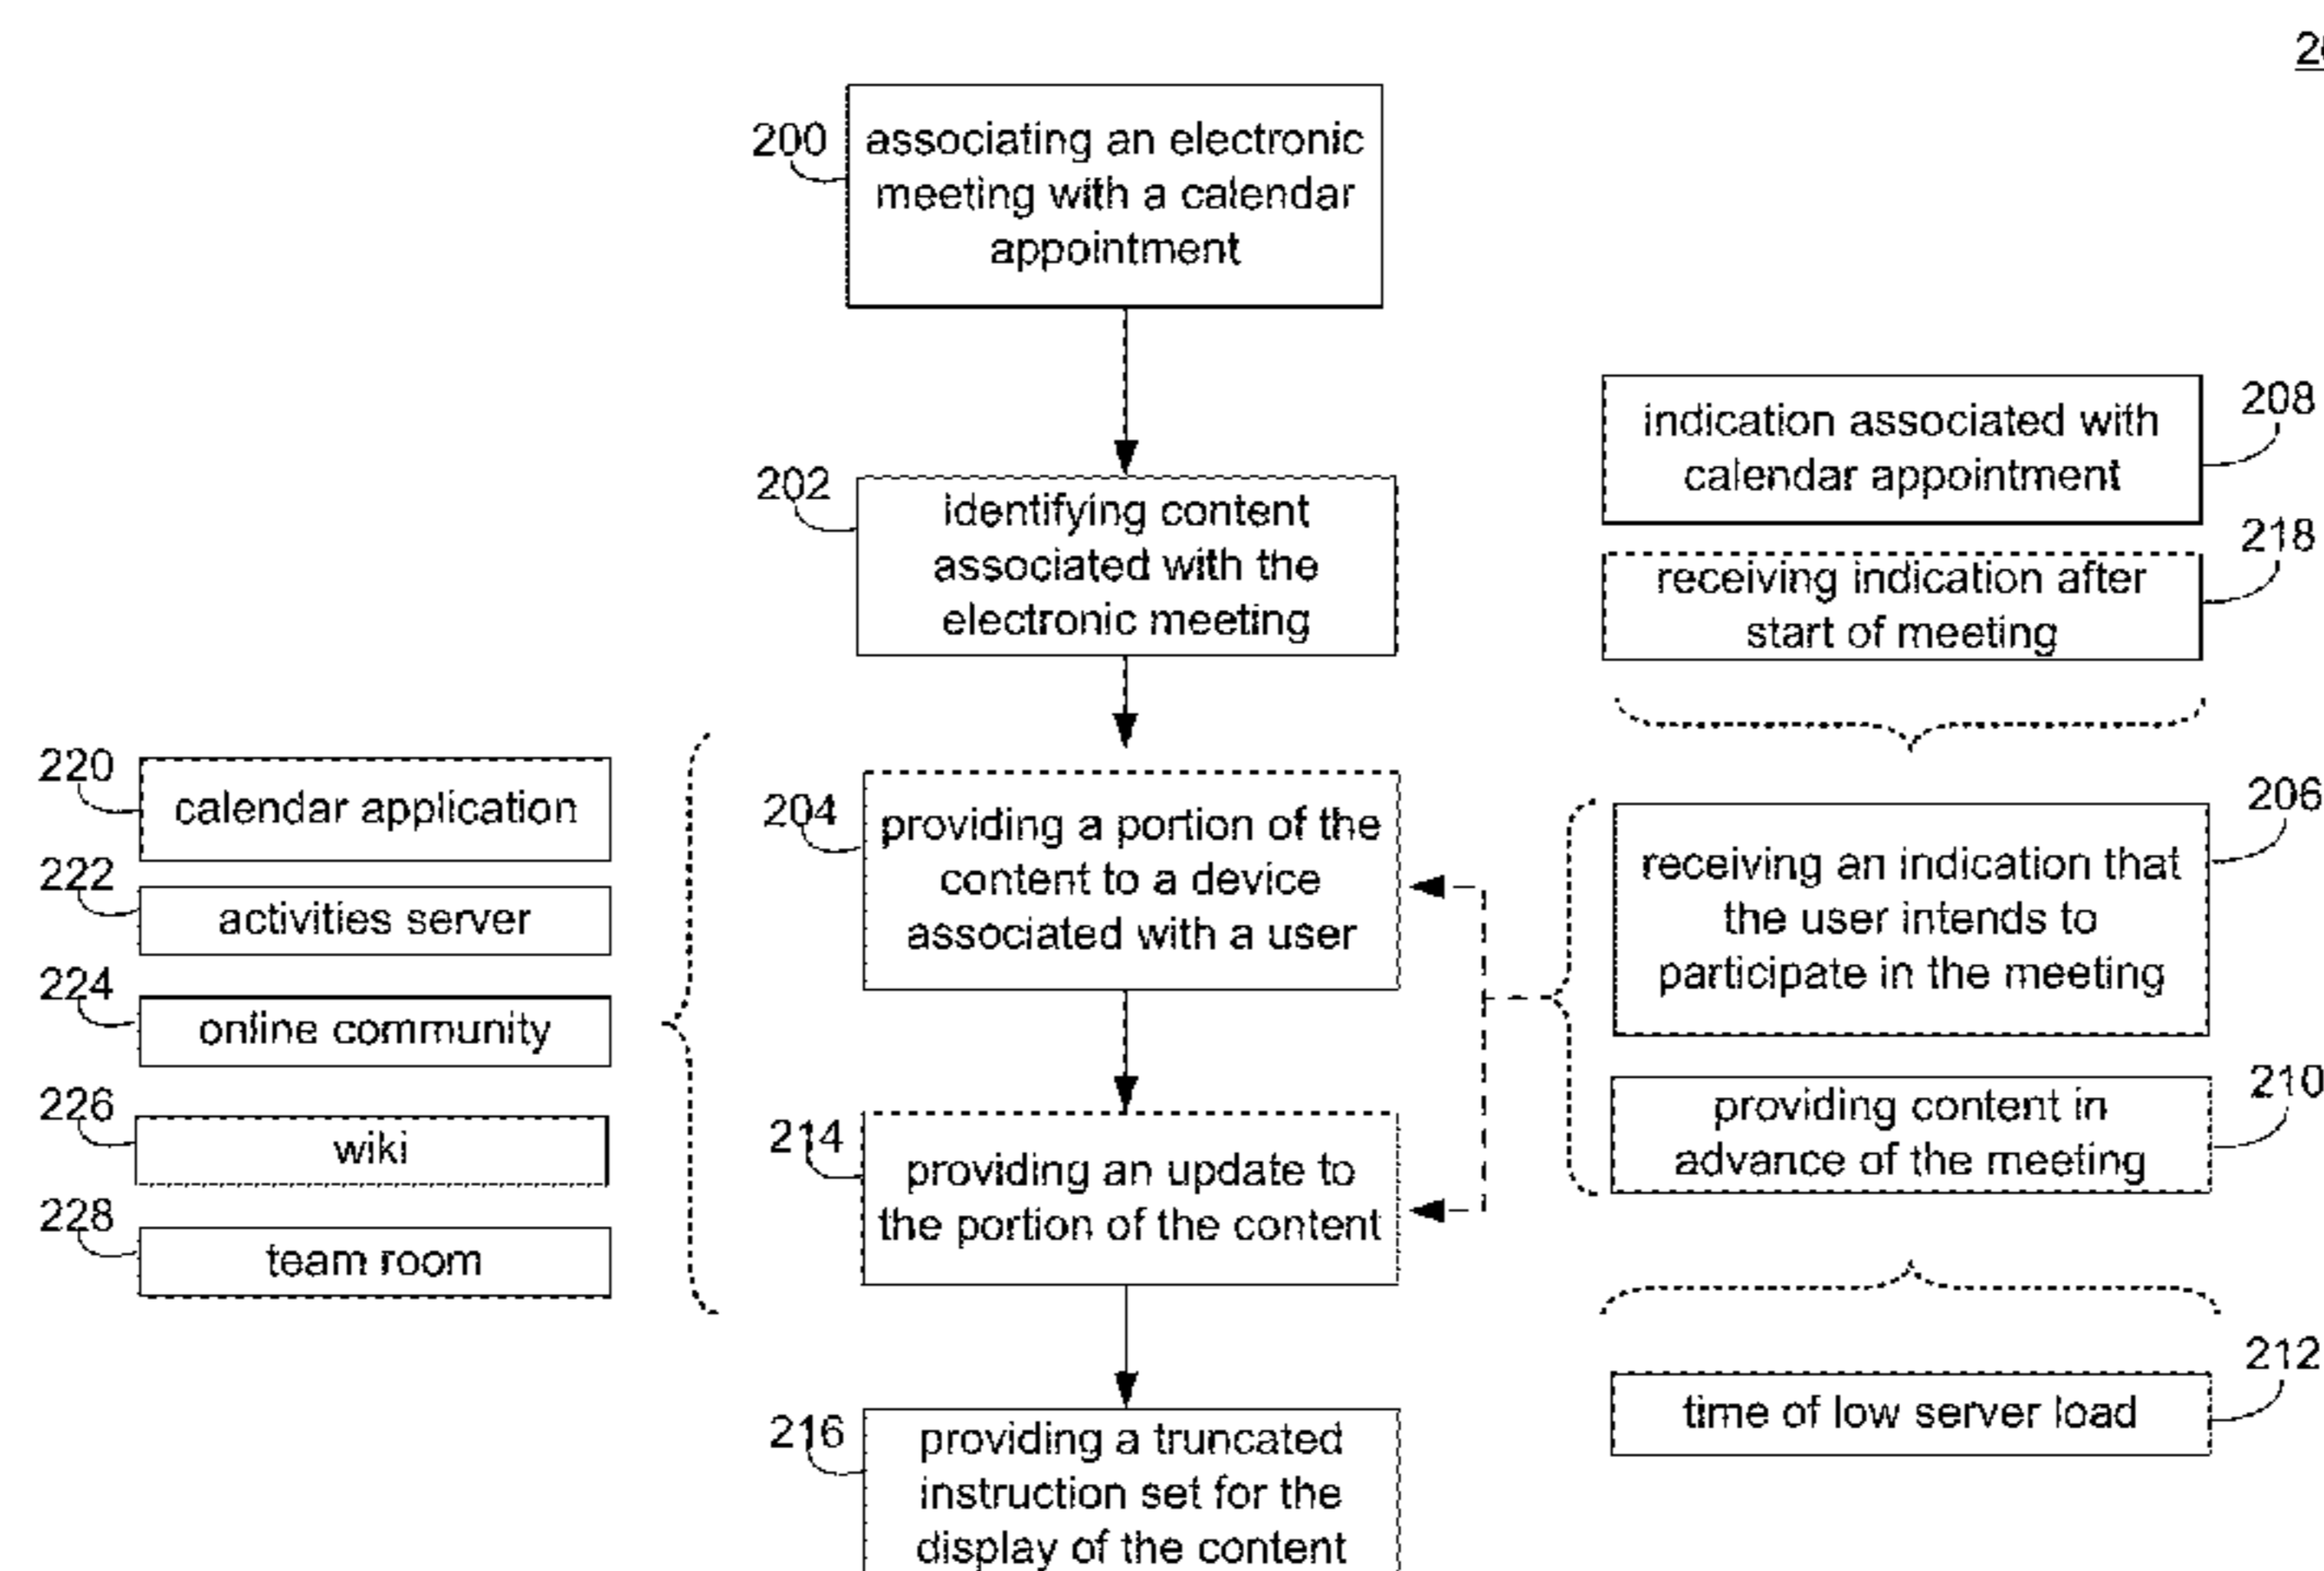 200
associating an electronic
meeting with a calendar
appointment
202
identifying content
associated with the
electronic meeting
208
indication associated with
calendar appointment
218
receiving indication after
start of meeting
220
calendar application
222
activities server
224
online community
226
wiki
228
team room
204
providing a portion of the
content to a device
associated with a user
214
providing an update to
the portion of the content
216
providing a truncated
instruction set for the
display of the content
206
receiving an indication that
the user intends to
participate in the meeting
210
providing content in
advance of the meeting
212
time of low server load